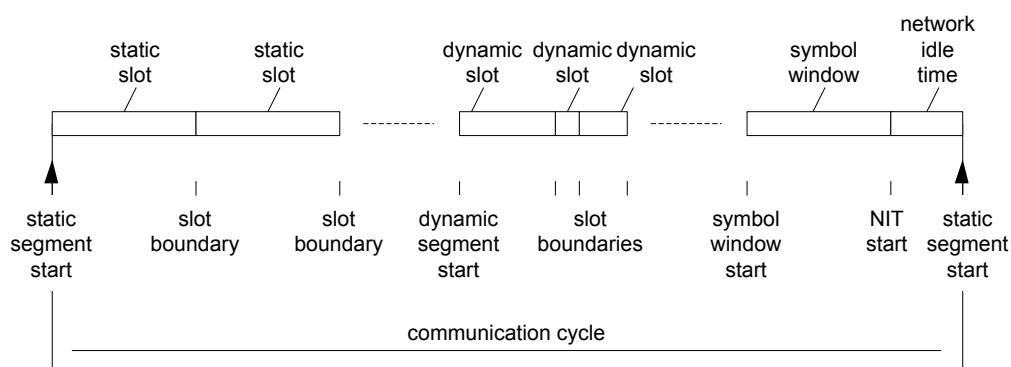 network
static static dynamic dynamic dynamic symbol idle
slot slot slot slot slot window time
static slot slot dynamic slot symbol NIT static
segment boundary boundary segment boundaries window start segment
start start start start
communication cycle